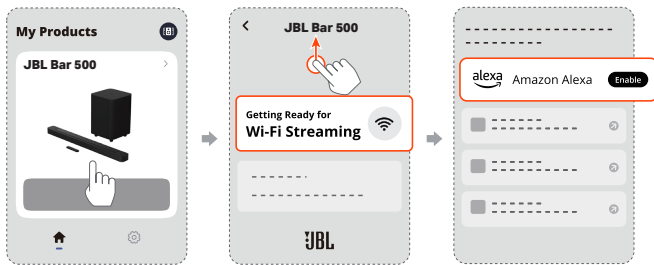 My Products
JBL Bar 500
JBL Bar 500
Getting Ready for
Wi-Fi Streaming
JBL
alexa Amazon Alexa Enable